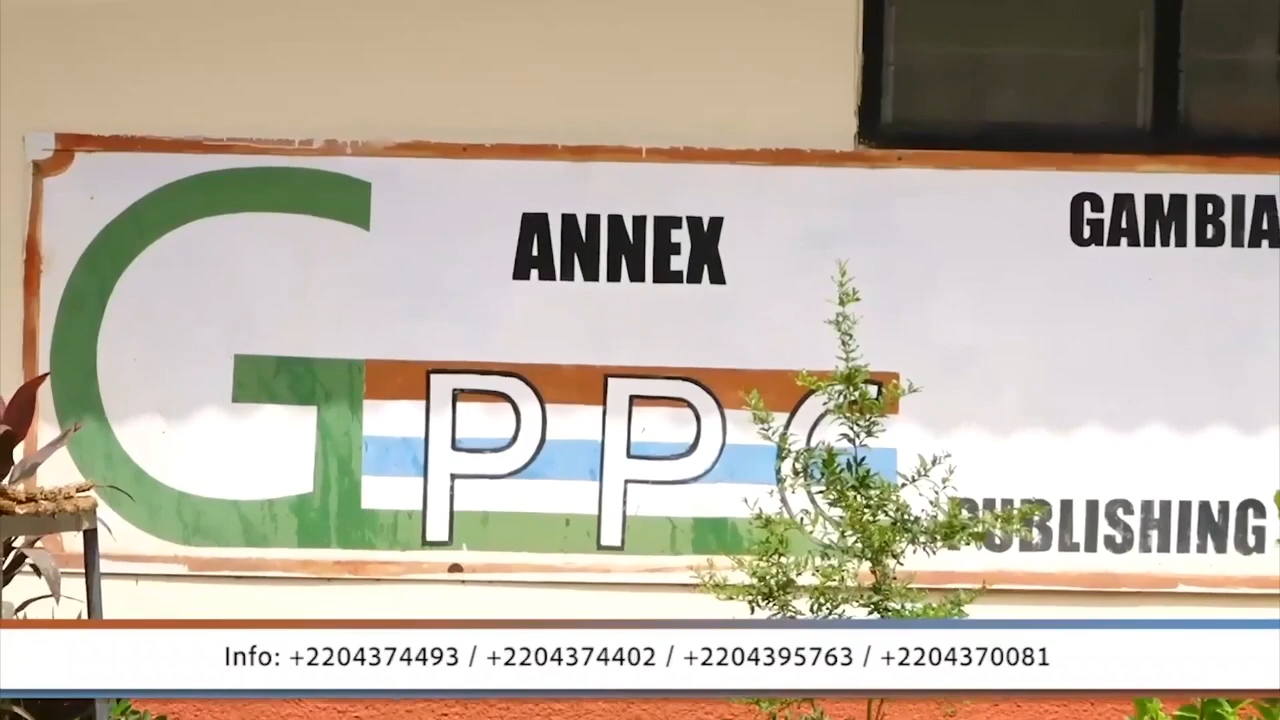 ANNEX
GAMBIA
GPPC
PUBLISHING
Info: +2204374493 / +2204374402 / +2204395763 / +2204370081